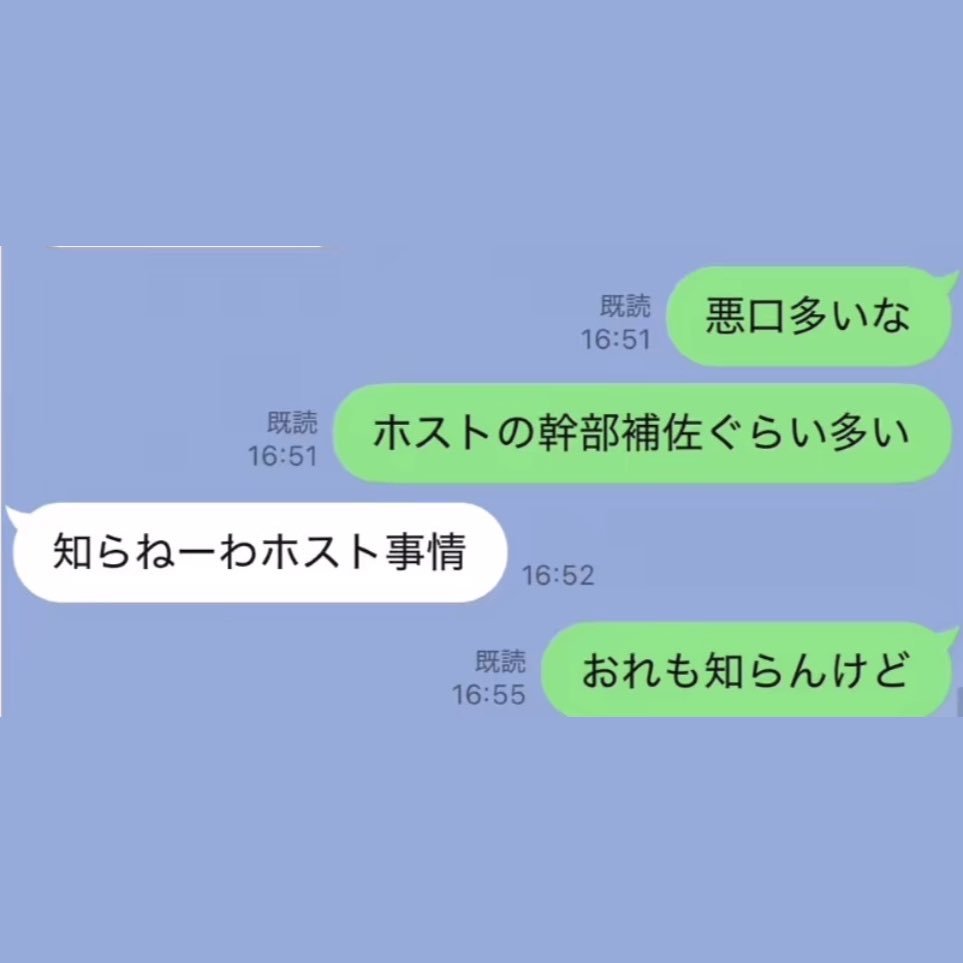 悪口多いな
既読
16:51
ホストの幹部補佐ぐらい多い
既読
16:51
知らねーわホスト事情
16:52
おれも知らんけど
既読
16:55